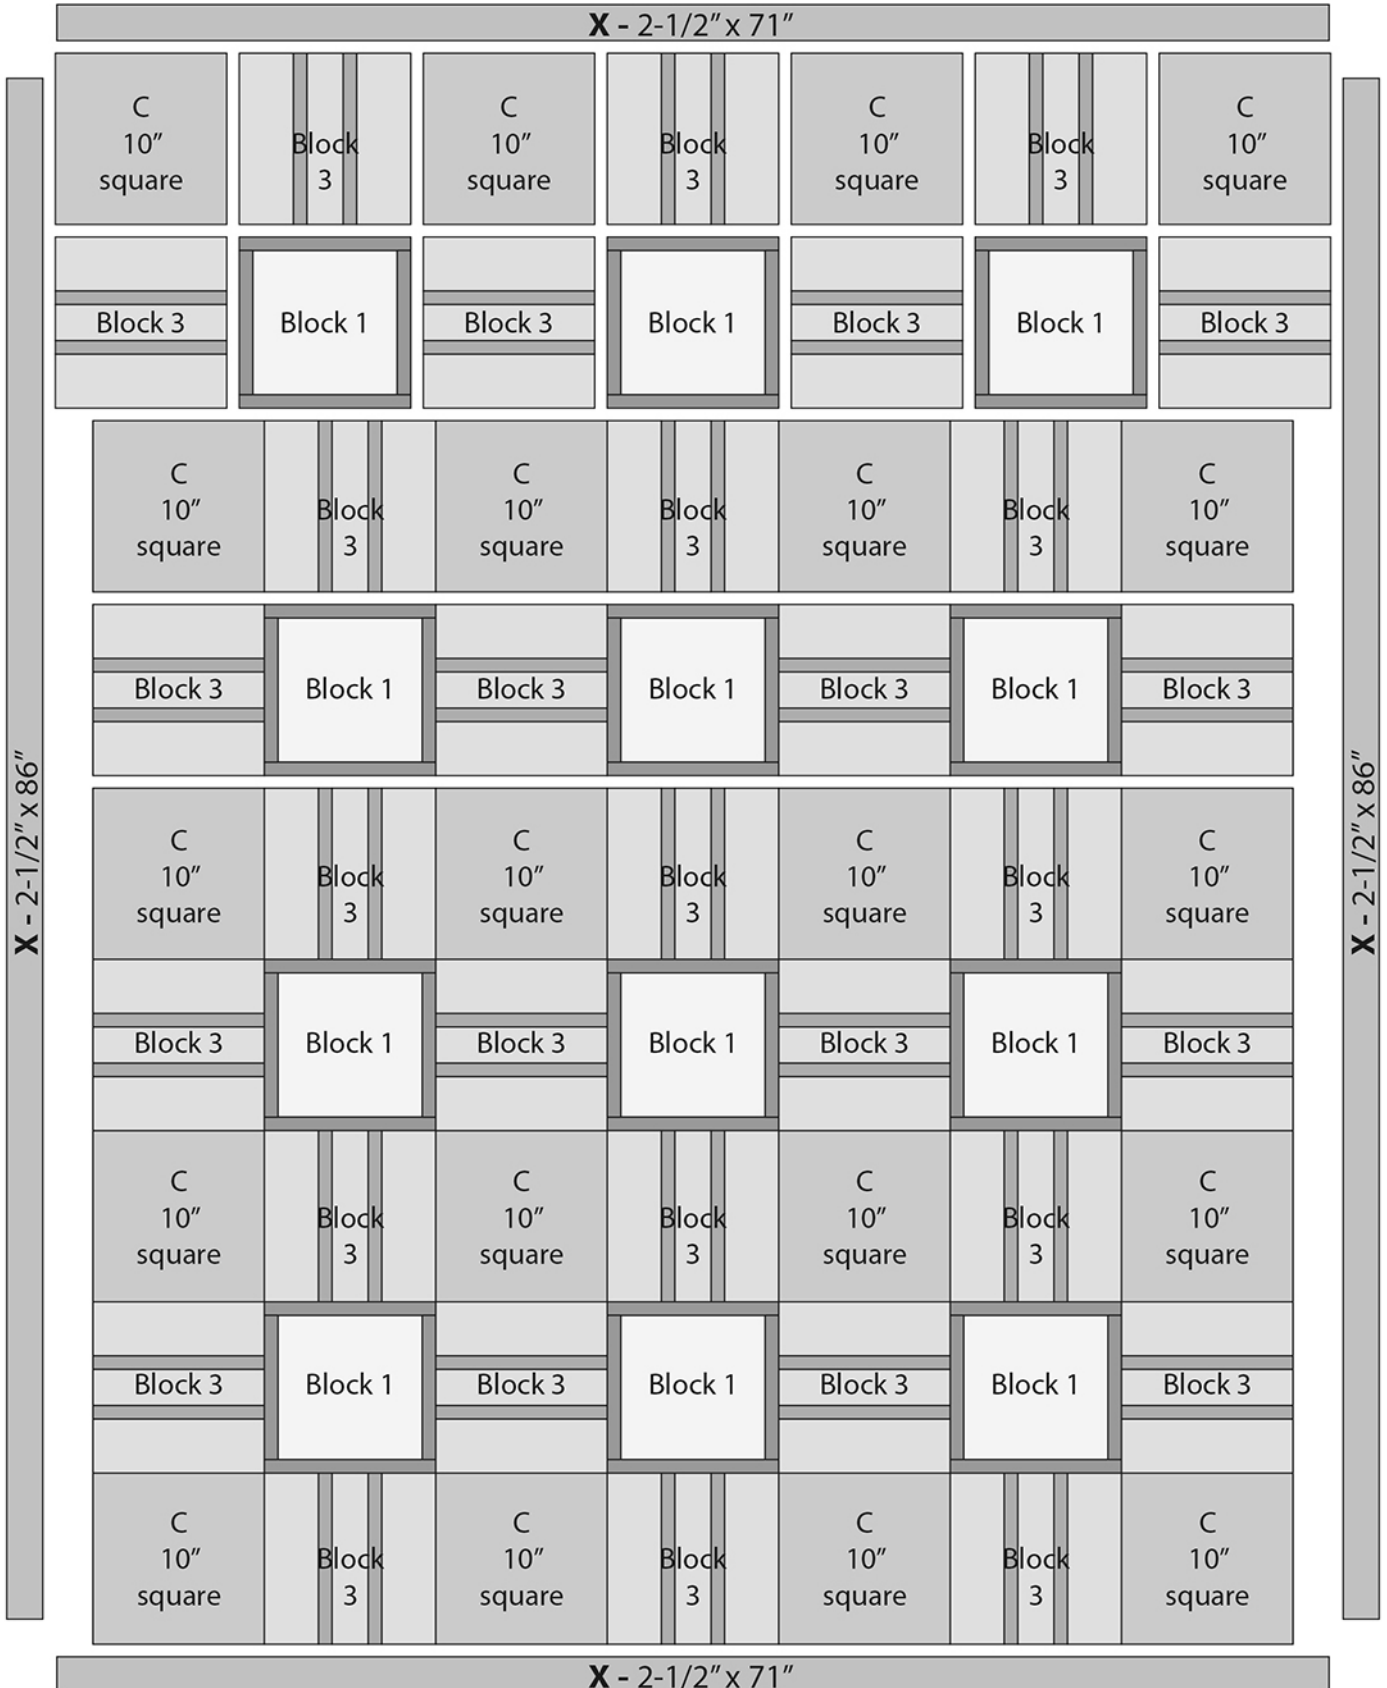 X - 2-1/2” x 71”
C
10”
square
Block
3
C
10”
square
Block
3
C
10”
square
Block
3
C
10”
square
Block 3
Block 1
Block 3
Block 1
Block 3
Block 1
Block 3
C
10”
square
Block
3
C
10”
square
Block
3
C
10”
square
Block
3
C
10”
square
Block 3
Block 1
Block 3
Block 1
Block 3
Block 1
Block 3
X - 2-1/2” x 86”
X - 2-1/2” x 86”
C
10”
square
Block
3
C
10”
square
Block
3
C
10”
square
Block
3
C
10”
square
Block 3
Block 1
Block 3
Block 1
Block 3
Block 1
Block 3
C
10”
square
Block
3
C
10”
square
Block
3
C
10”
square
Block
3
C
10”
square
Block 3
Block 1
Block 3
Block 1
Block 3
Block 1
Block 3
C
10”
square
Block
3
C
10”
square
Block
3
C
10”
square
Block
3
C
10”
square
X - 2-1/2” x 71”